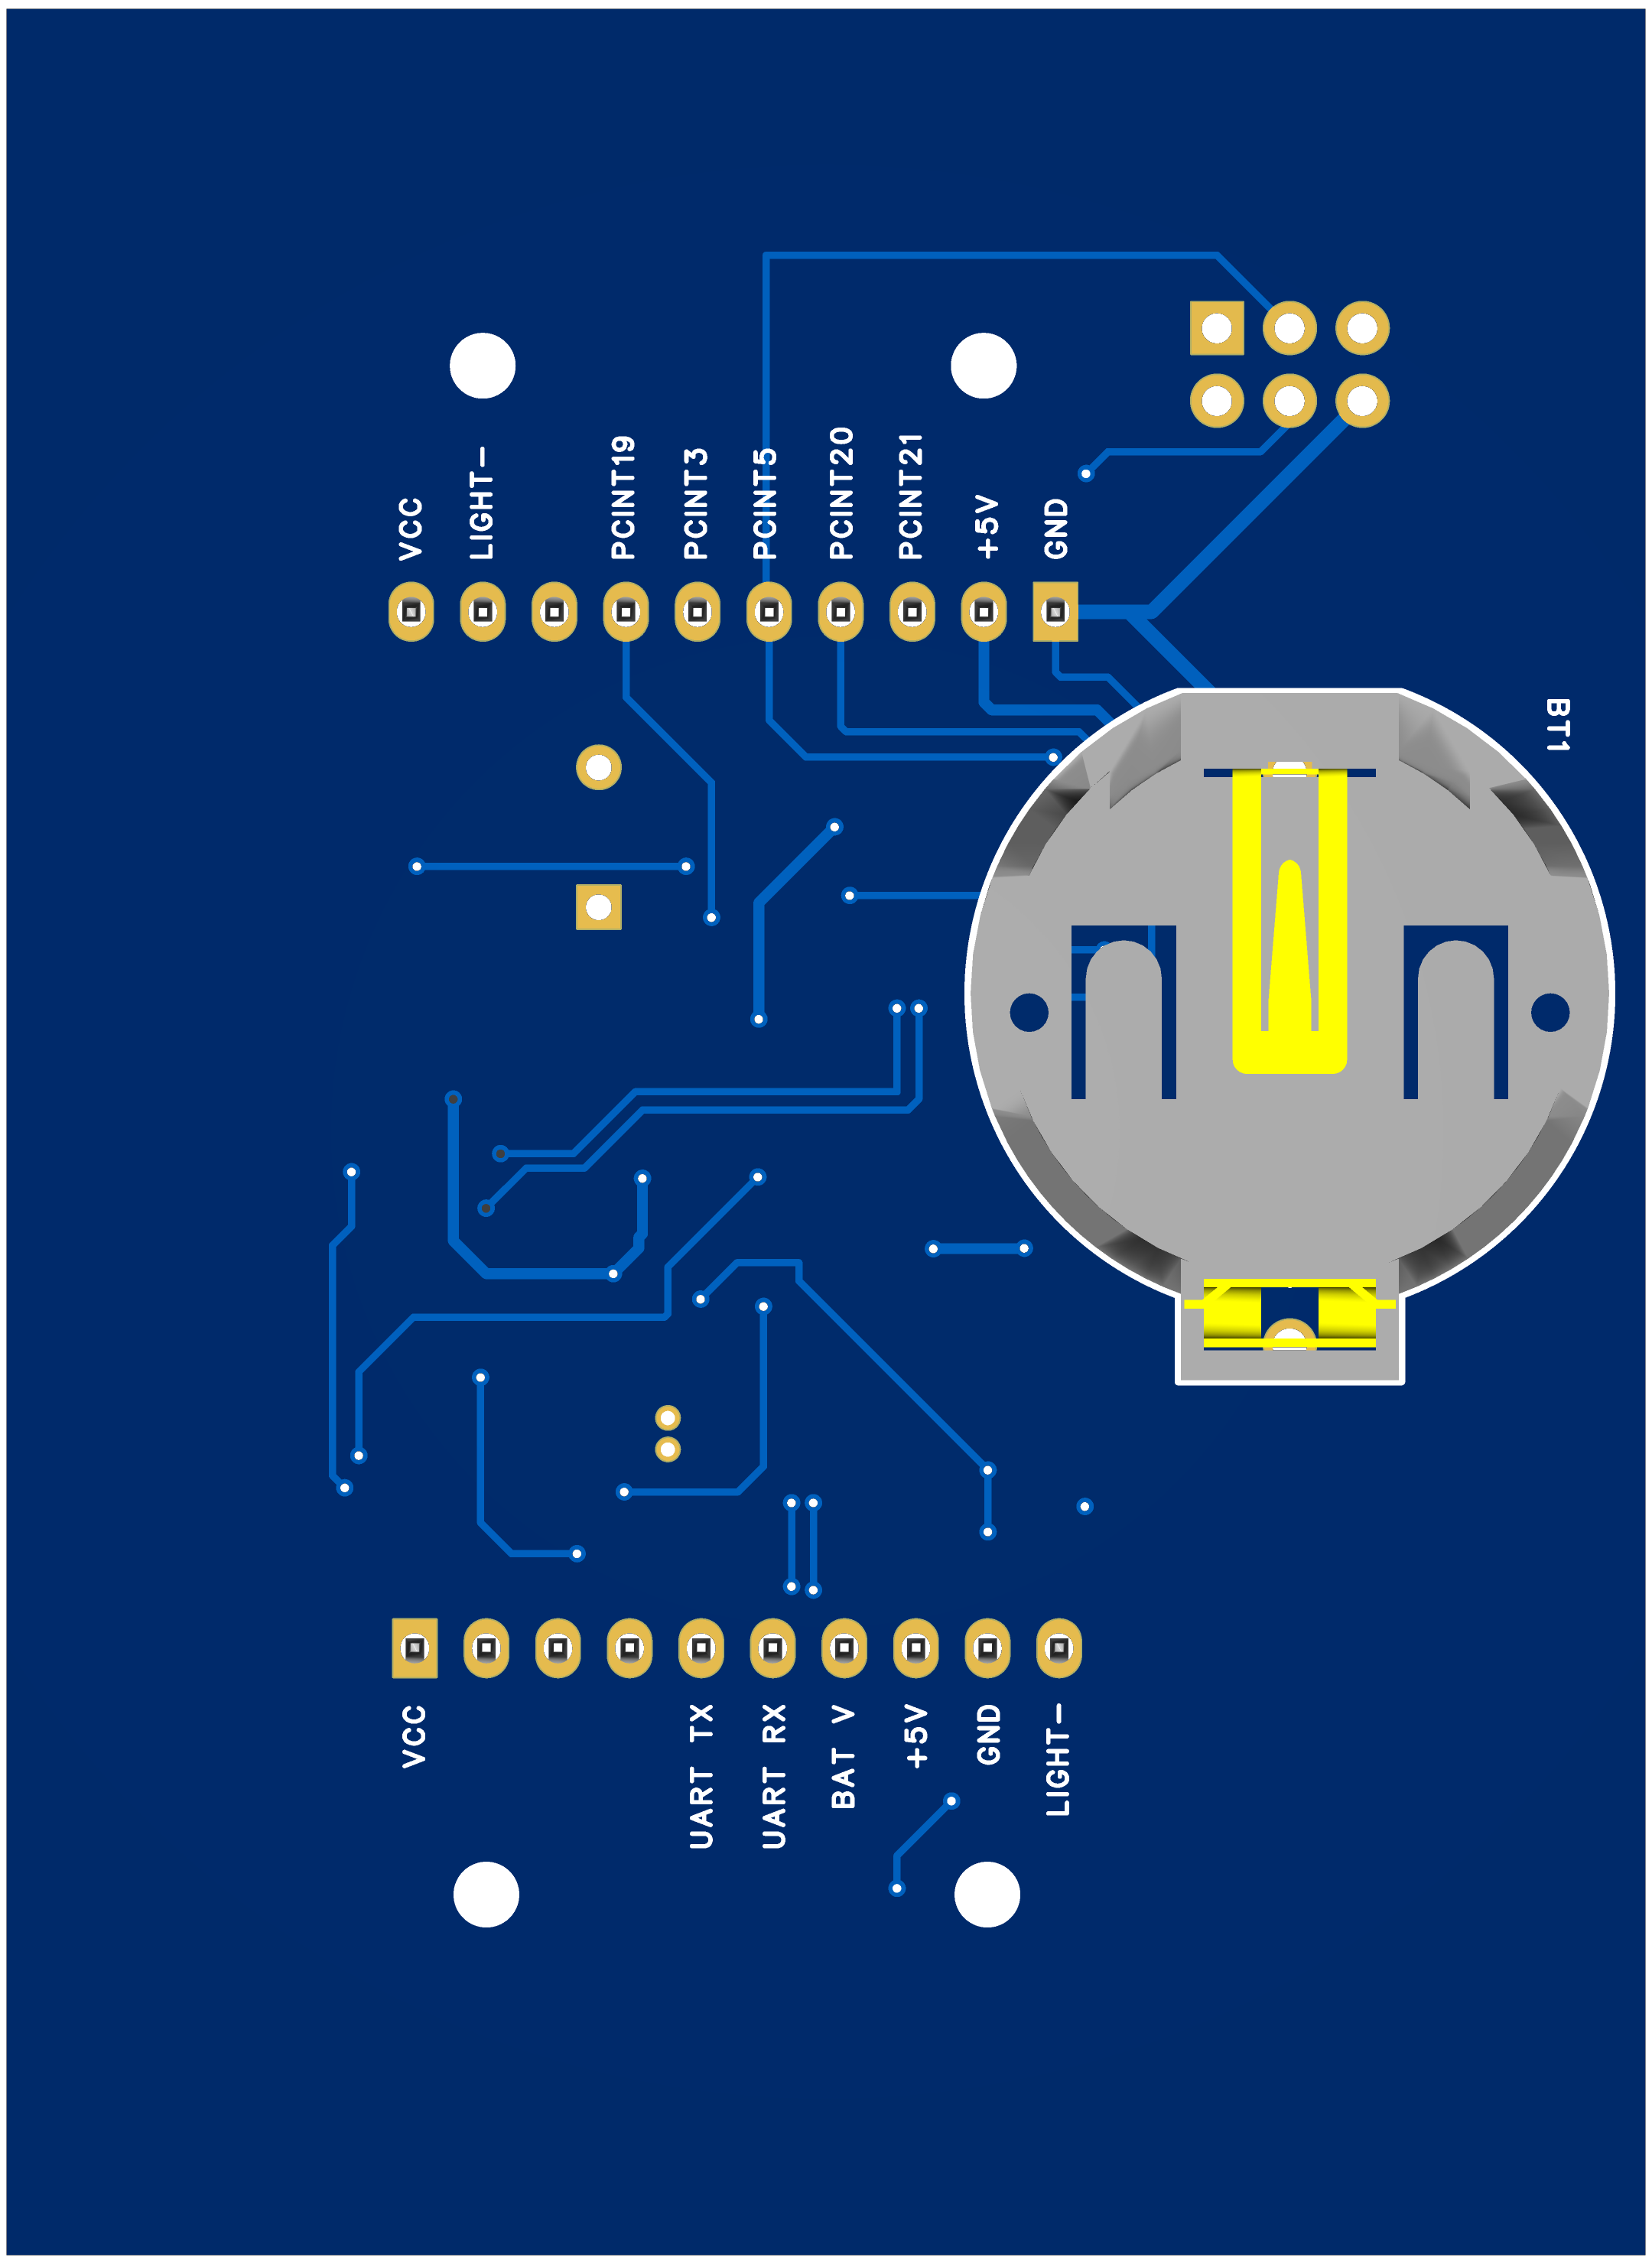 VCC
LIGHT-
PCINT19
PCINT3
PCINT5
PCINT20
PCINT21
+5V
GND
BT1
VCC
UART TX
UART RX
BAT V
+5V
GND
LIGHT-